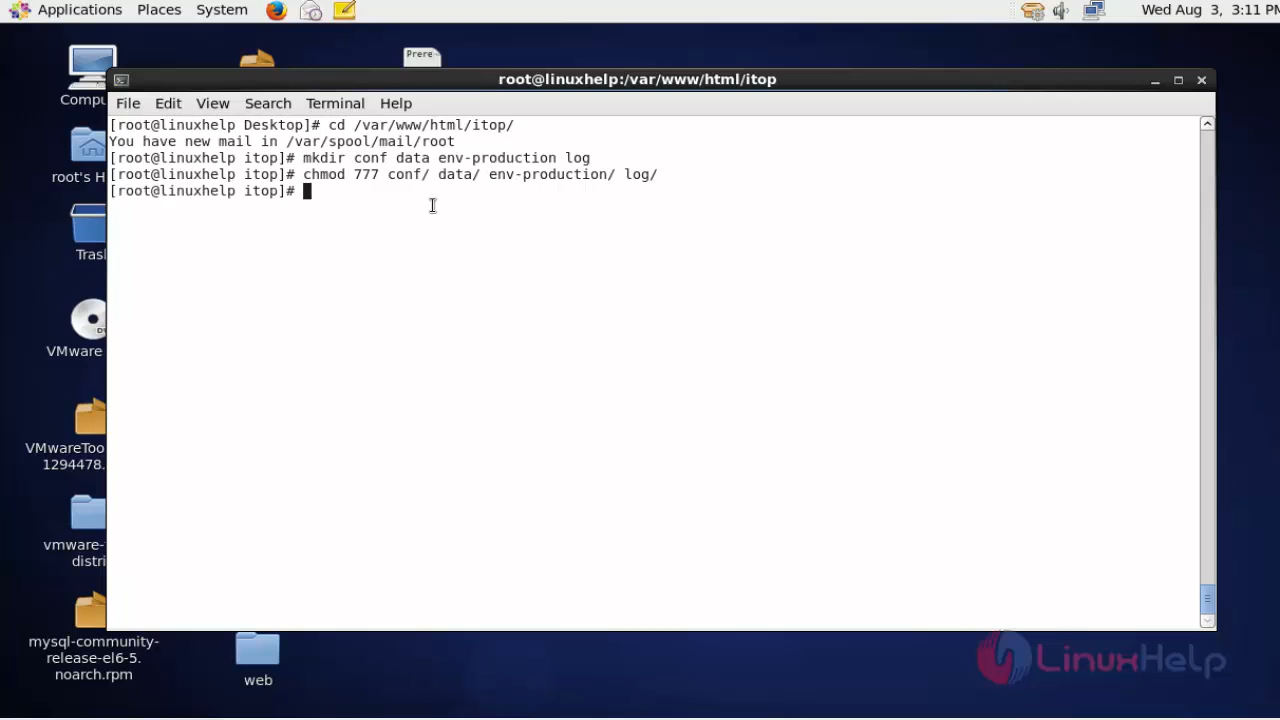 Applications Places System Wed Aug 3, 3:11 P
Prere
root@linuxhelp:/var/www/html/itop
Compu
File Edit View Search Terminal Help
[root@linuxhelp Desktop]# cd /var/www/html/itop/
You have new mail in /var/spool/mail/root
[root@linuxhelp itop]# mkdir conf data env-production log
[root@linuxhelp itop]# chmod 777 conf/ data/ env-production/ log/
[root@linuxhelp itop]#
root's H
Tras
VMware
VMwareToo
1294478.
vmware-
distri
mysql-community-
release-el6-5.
noarch.rpm
web
LinuxHelp